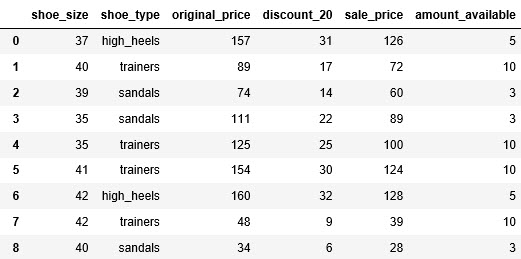 shoe_size shoe_type original_price discount_20 sale_price amount_available
0 37 high_heels 157 31 126 5
1 40 trainers 89 17 72 10
2 39 sandals 74 14 60 3
3 35 sandals 111 22 89 3
4 35 trainers 125 25 100 10
5 41 trainers 154 30 124 10
6 42 high_heels 160 32 128 5
7 42 trainers 48 9 39 10
8 40 sandals 34 6 28 3